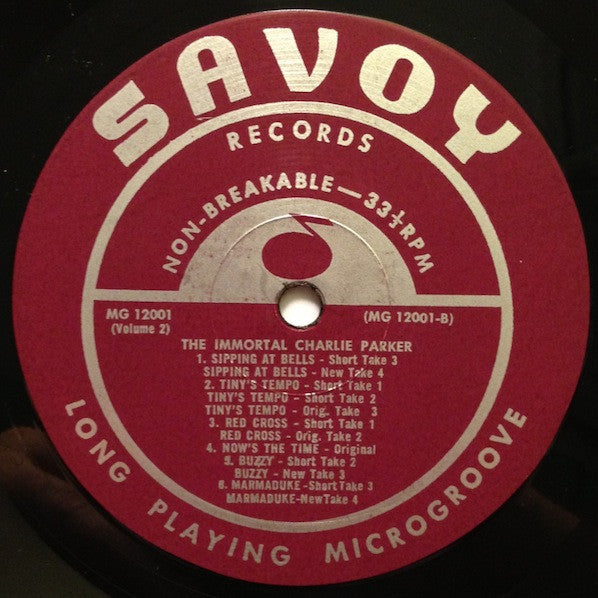 SAVOY
RECORDS
NON-BREAKABLE—33⅓RPM
MG 12001
(Volume 2)
(MG 12001-B)
THE IMMORTAL CHARLIE PARKER
1. SIPPING AT BELLS - Short Take 3
SIPPING AT BELLS - New Take 4
2. TINY'S TEMPO - Short Take 1
TINY'S TEMPO - Short Take 2
TINY'S TEMPO - Orig. Take 3
3. RED CROSS - Short Take 1
RED CROSS - Orig. Take 2
4. NOW'S THE TIME - Original
5. BUZZY - Short Take 2
BUZZY - New Take 3
6. MARMADUKE-Short Take 3
MARMADUKE-New Take 4
LONG PLAYING MICROGROOVE